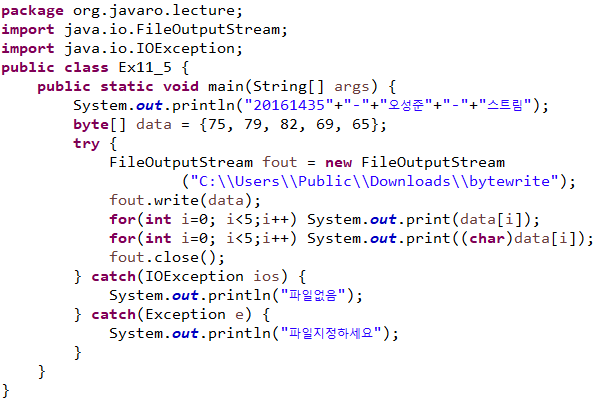 package org.javaro.lecture;
import java.io.FileOutputStream;
import java.io.IOException;
public class Ex11_5 {
    public static void main(String[] args) {
        System.out.println("20161435"+"-"+"오성준"+"-"+"스트림");
        byte[] data = {75, 79, 82, 69, 65};
        try {
            FileOutputStream fout = new FileOutputStream
                    ("C:\\Users\\Public\\Downloads\\bytewrite");
            fout.write(data);
            for(int i=0; i<5;i++) System.out.print(data[i]);
            for(int i=0; i<5;i++) System.out.print((char)data[i]);
            fout.close();
        } catch(IOException ios) {
            System.out.println("파일없음");
        } catch(Exception e) {
            System.out.println("파일지정하세요");
        }
    }
}